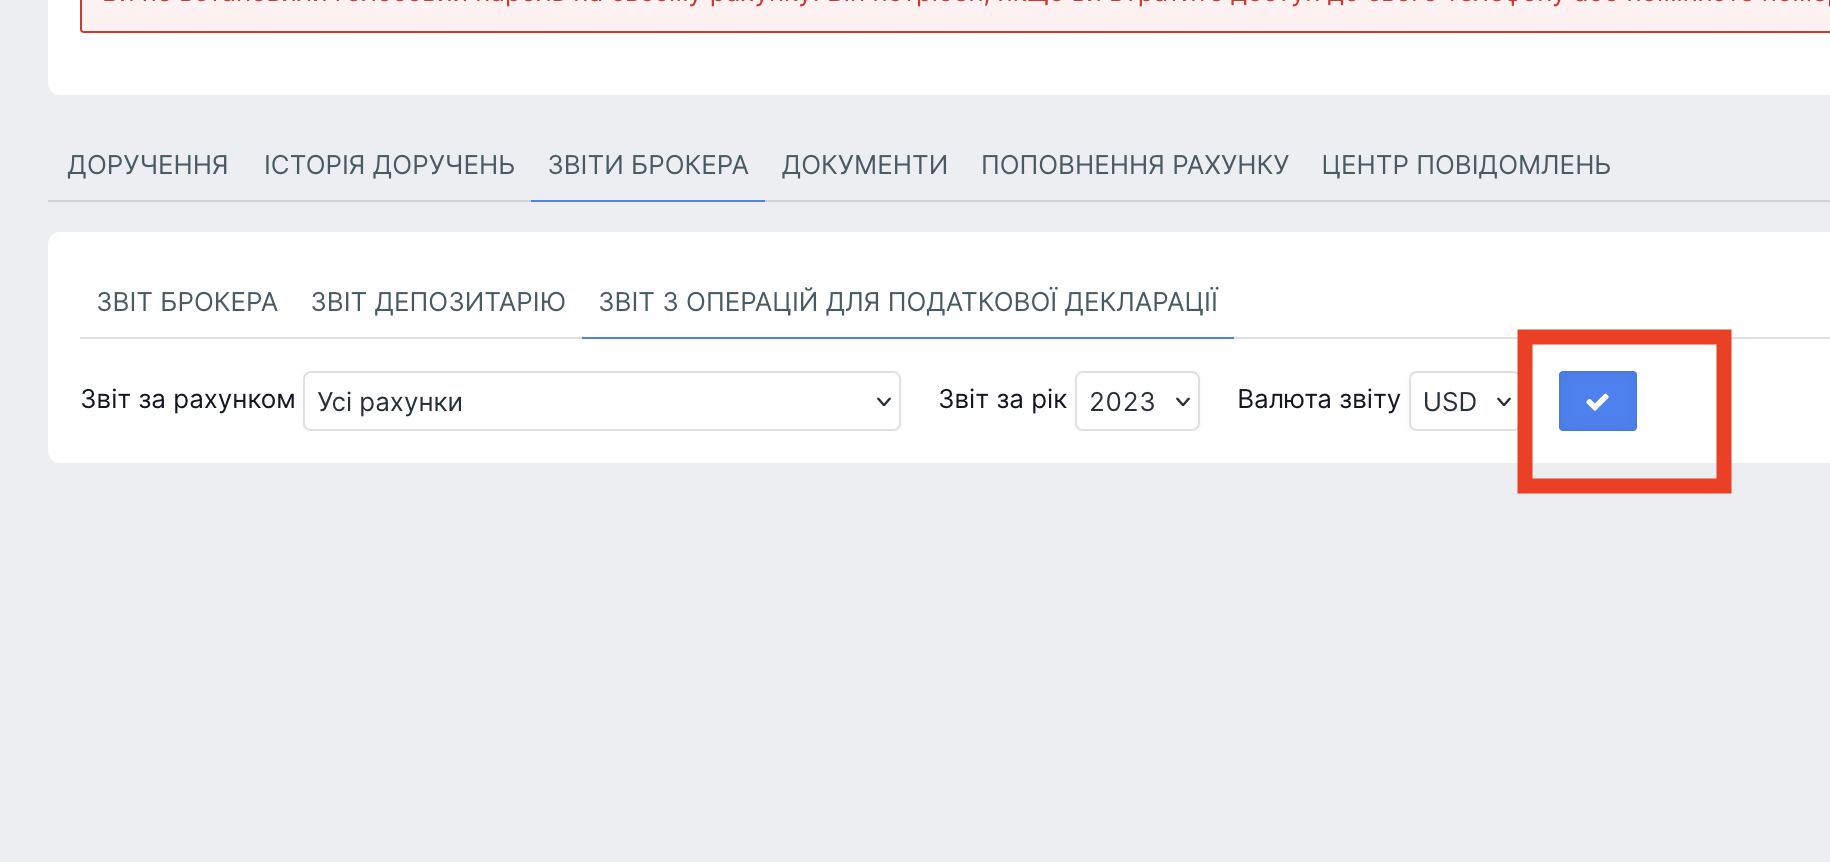 ДОРУЧЕННЯ ІСТОРІЯ ДОРУЧЕНЬ ЗВІТИ БРОКЕРА ДОКУМЕНТИ ПОПОВНЕННЯ РАХУНКУ ЦЕНТР ПОВІДОМЛЕНЬ
ЗВІТ БРОКЕРА ЗВІТ ДЕПОЗИТАРІЮ ЗВІТ З ОПЕРАЦІЙ ДЛЯ ПОДАТКОВОЇ ДЕКЛАРАЦІЇ
Звіт за рахунком Усі рахунки Звіт за рік 2023 Валюта звіту USD